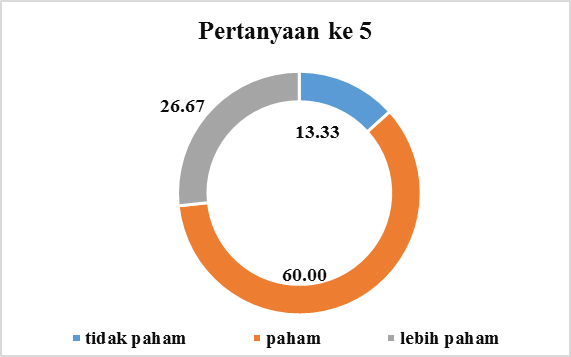 Pertanyaan ke 5
26.67
13.33
60.00
tidak paham paham lebih paham